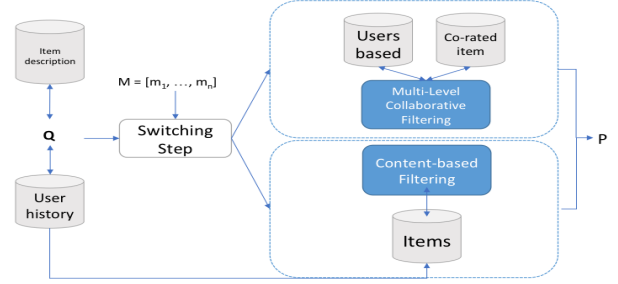 Item
description
Q
User
history
M = [m1, …, mn]
Switching
Step
Users
based
Co-rated
item
Multi-Level
Collaborative
Filtering
Content-based
Filtering
Items
P